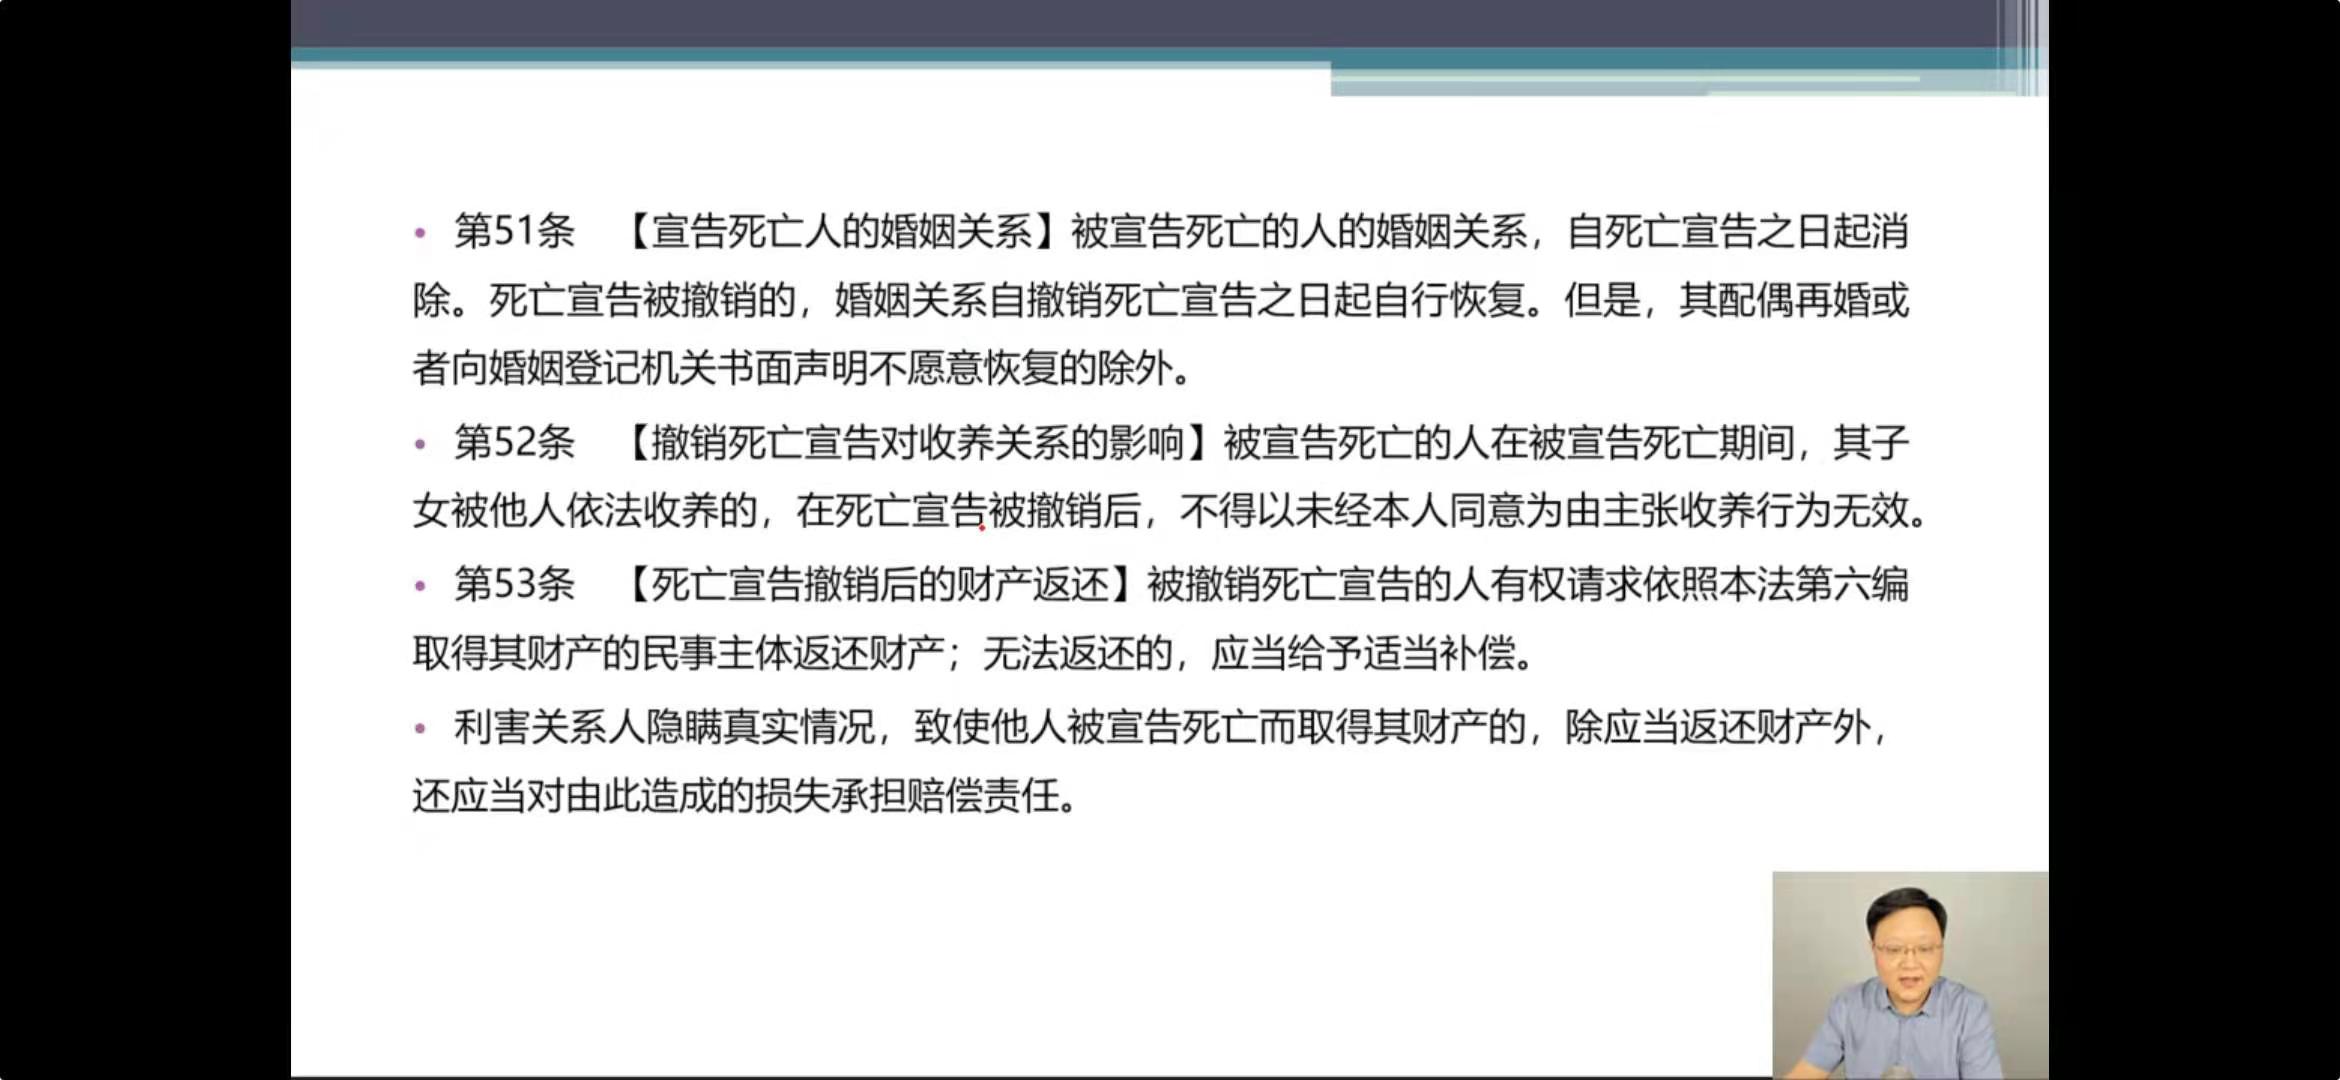 • 第51条　【宣告死亡人的婚姻关系】被宣告死亡的人的婚姻关系，自死亡宣告之日起消
除。死亡宣告被撤销的，婚姻关系自撤销死亡宣告之日起自行恢复。但是，其配偶再婚或
者向婚姻登记机关书面声明不愿意恢复的除外。
• 第52条　【撤销死亡宣告对收养关系的影响】被宣告死亡的人在被宣告死亡期间，其子
女被他人依法收养的，在死亡宣告被撤销后，不得以未经本人同意为由主张收养行为无效。
• 第53条　【死亡宣告撤销后的财产返还】被撤销死亡宣告的人有权请求依照本法第六编
取得其财产的民事主体返还财产；无法返还的，应当给予适当补偿。
• 利害关系人隐瞒真实情况，致使他人被宣告死亡而取得其财产的，除应当返还财产外，
还应当对由此造成的损失承担赔偿责任。